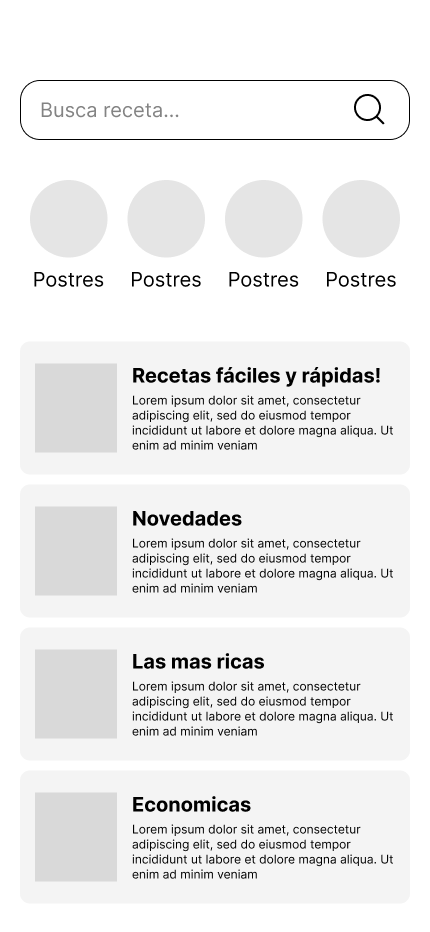 Busca receta...
Postres Postres Postres Postres
Recetas fáciles y rápidas!
Lorem ipsum dolor sit amet, consectetur
adipiscing elit, sed do eiusmod tempor
incididunt ut labore et dolore magna aliqua. Ut
enim ad minim veniam
Novedades
Lorem ipsum dolor sit amet, consectetur
adipiscing elit, sed do eiusmod tempor
incididunt ut labore et dolore magna aliqua. Ut
enim ad minim veniam
Las mas ricas
Lorem ipsum dolor sit amet, consectetur
adipiscing elit, sed do eiusmod tempor
incididunt ut labore et dolore magna aliqua. Ut
enim ad minim veniam
Economicas
Lorem ipsum dolor sit amet, consectetur
adipiscing elit, sed do eiusmod tempor
incididunt ut labore et dolore magna aliqua. Ut
enim ad minim veniam